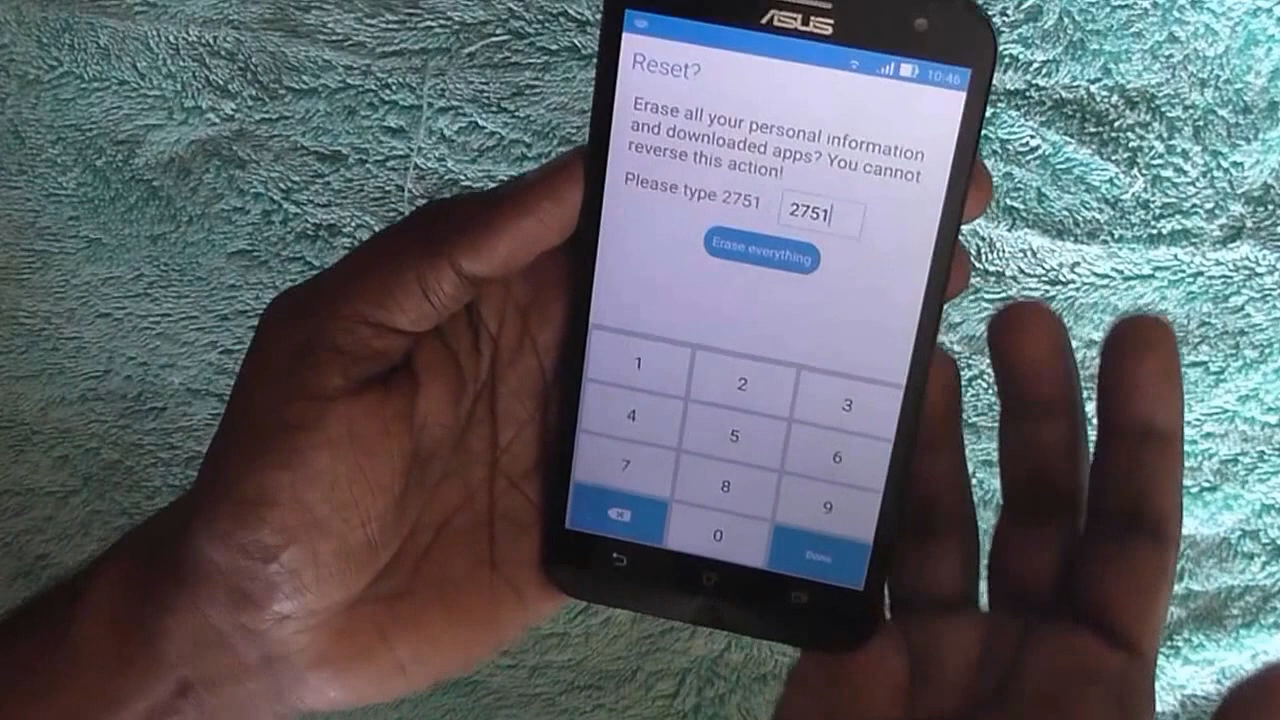 ASUS
10:46
Reset?
Erase all your personal information
and downloaded apps? You cannot
reverse this action!
Please type 2751 2751
Erase everything
1 2 3
4 5 6
7 8 9
0 Done